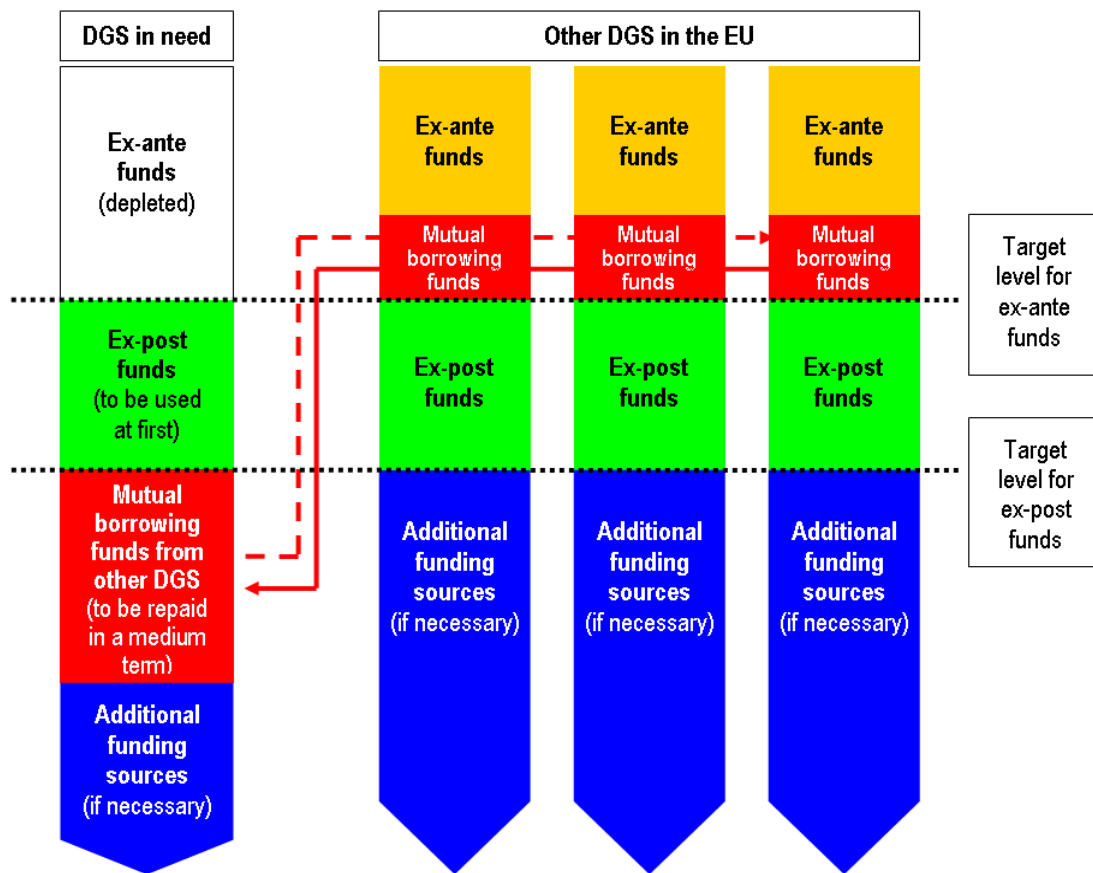 DGS in need
Other DGS in the EU
Ex-ante
funds
(depleted)
Ex-post
funds
(to be used
at first)
Mutual
borrowing
funds from
other DGS
(to be repaid
in a medium
term)
Additional
funding
sources
(if necessary)
Ex-ante
funds
Mutual
borrowing
funds
Ex-post
funds
Additional
funding
sources
(if necessary)
Ex-ante
funds
Mutual
borrowing
funds
Ex-post
funds
Additional
funding
sources
(if necessary)
Ex-ante
funds
Mutual
borrowing
funds
Ex-post
funds
Additional
funding
sources
(if necessary)
Target
level for
ex-ante
funds
Target
level for
ex-post
funds